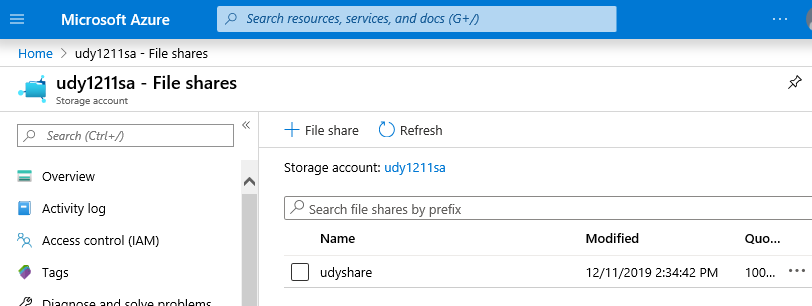 Microsoft Azure
Search resources, services, and docs (G+/)
Home > udy1211sa - File shares
udy1211sa - File shares
Storage account
Search (Ctrl+/)
Overview
Activity log
Access control (IAM)
Tags
Diagnose and solve problems
+ File share Refresh
Storage account: udy1211sa
Search file shares by prefix
Name Modified Quo...
udyshare 12/11/2019 2:34:42 PM 100...